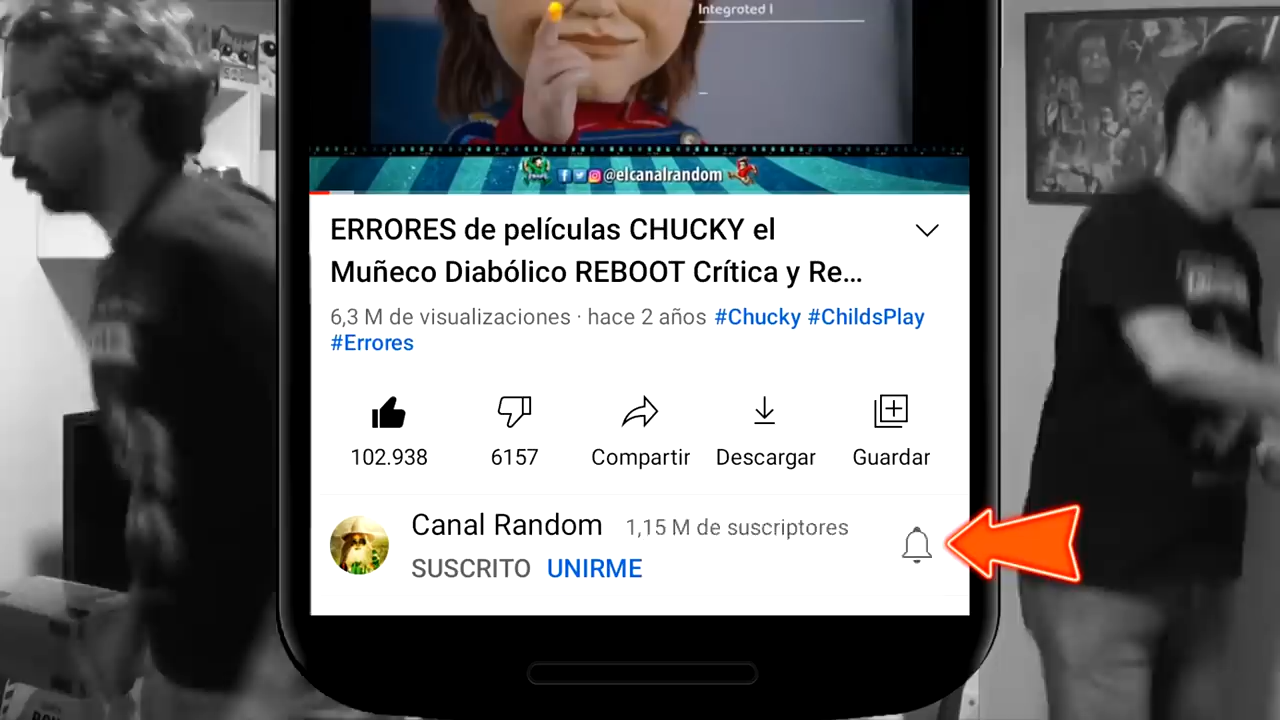 Integrated I
@elcanalrandom
ERRORES de películas CHUCKY el
Muñeco Diabólico REBOOT Crítica y Re...
6,3 M de visualizaciones · hace 2 años #Chucky #ChildsPlay
#Errores
102.938 6157 Compartir Descargar Guardar
Canal Random 1,15 M de suscriptores
SUSCRITO UNIRME